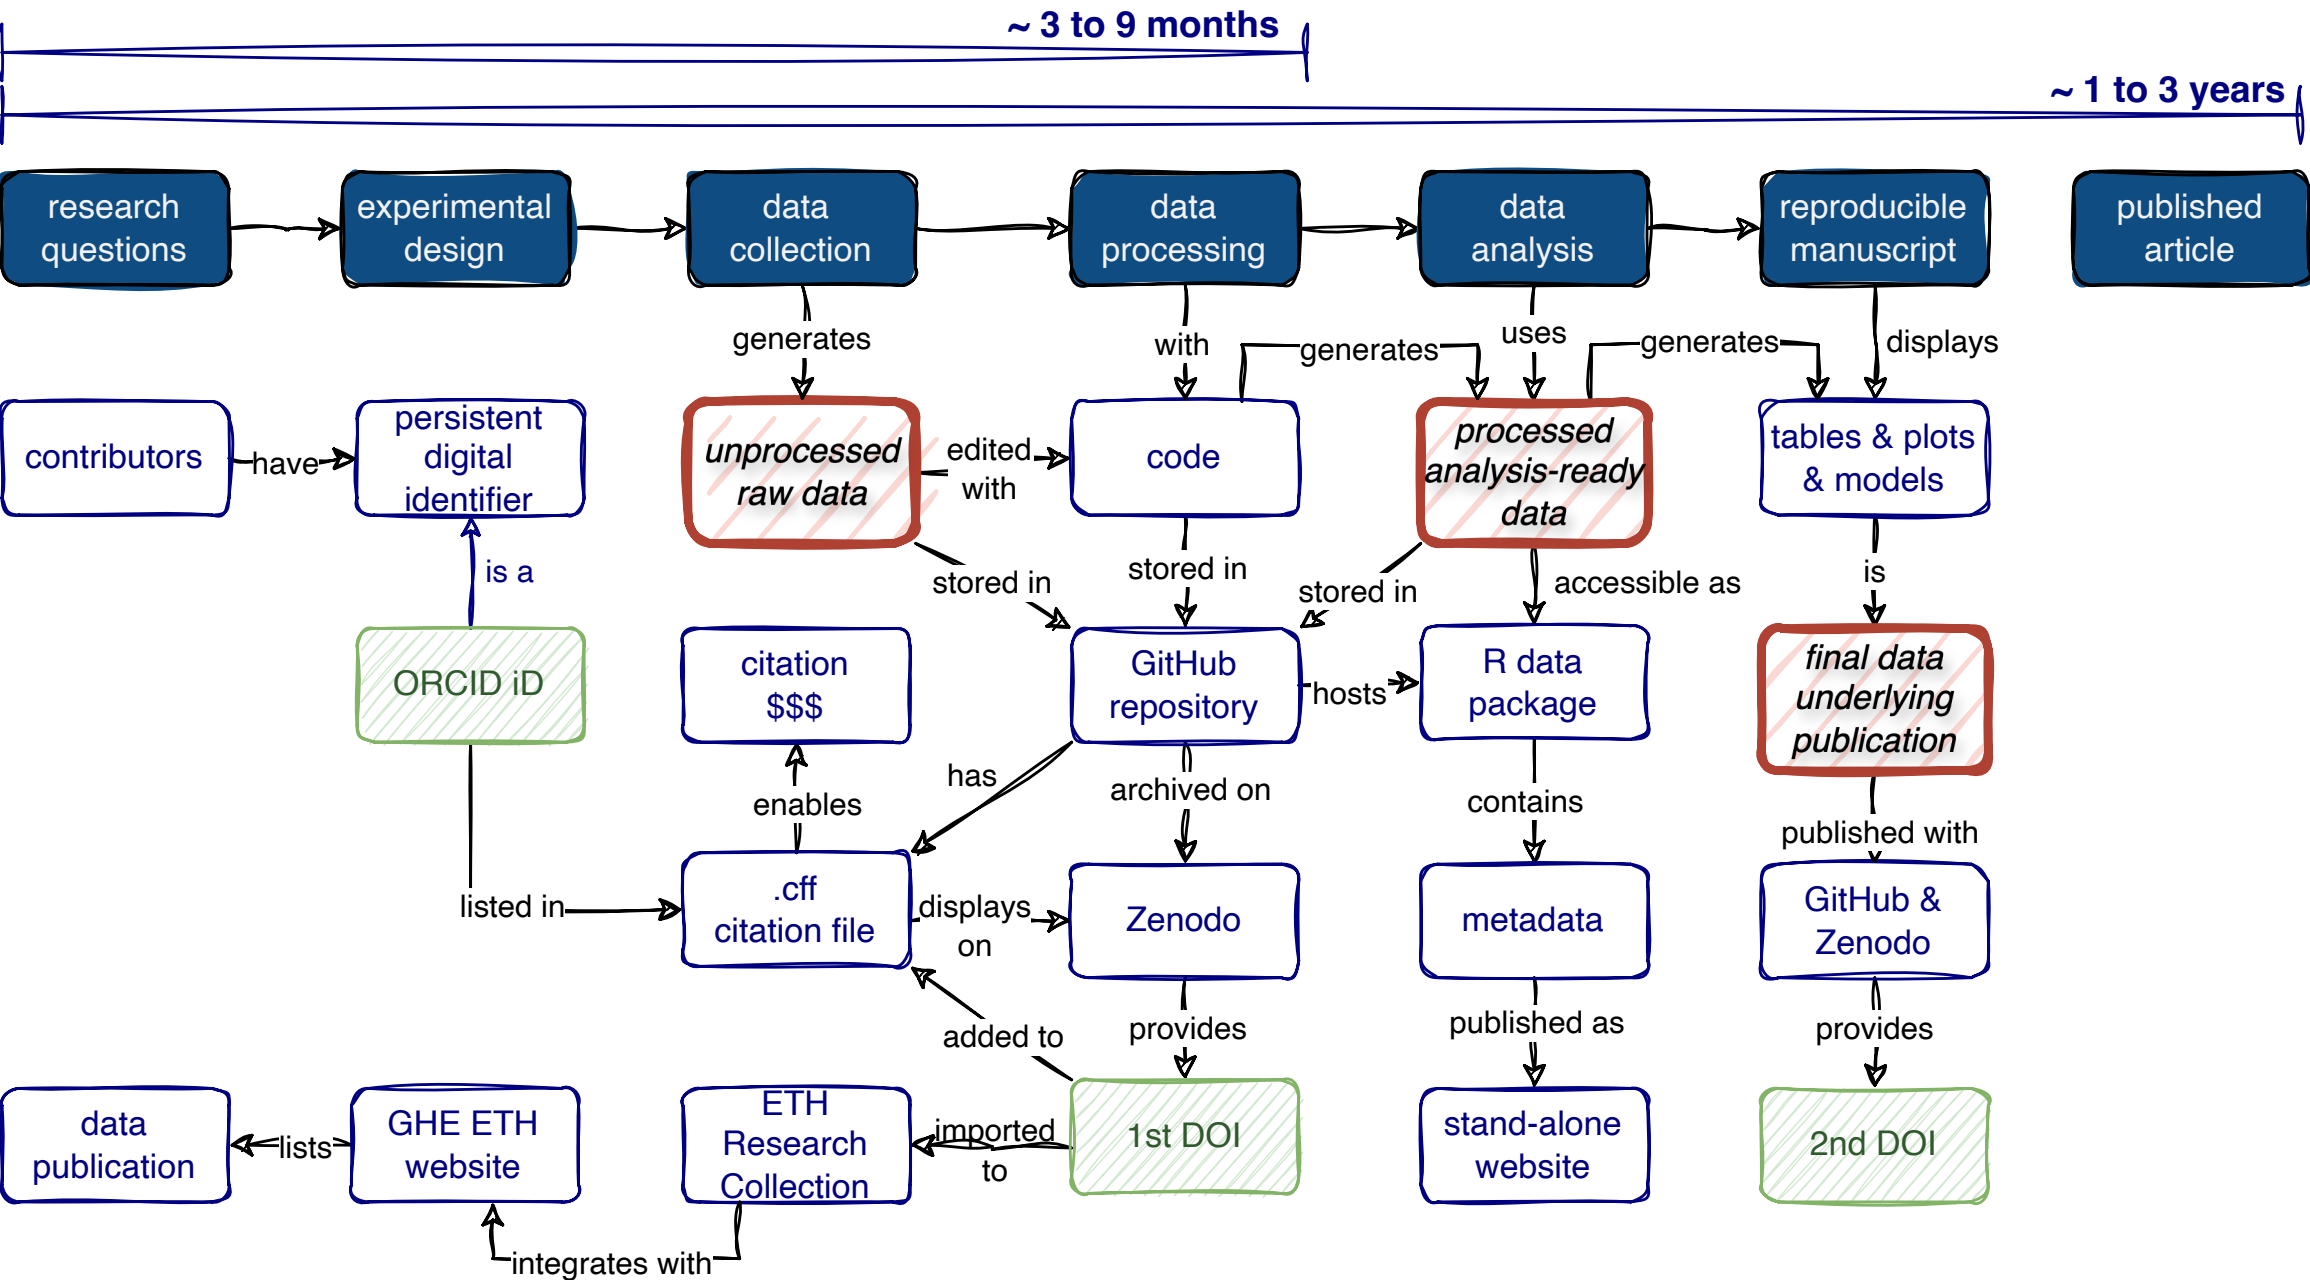 ~ 3 to 9 months
~ 1 to 3 years
research
questions
experimental
design
data
collection
data
processing
data
analysis
reproducible
manuscript
published
article
generates
with
generates
uses
generates
displays
contributors
have
persistent
digital
identifier
unprocessed
raw data
edited
with
code
processed
analysis-ready
data
tables & plots
& models
is a
stored in
stored in
stored in
accessible as
is
ORCID iD
citation
$$$
GitHub
repository
hosts
R data
package
final data
underlying
publication
enables
has
archived on
contains
published with
listed in
.cff
citation file
displays
on
Zenodo
metadata
GitHub &
Zenodo
added to
provides
published as
provides
data
publication
lists
GHE ETH
website
ETH
Research
Collection
imported
to
1st DOI
stand-alone
website
2nd DOI
integrates with